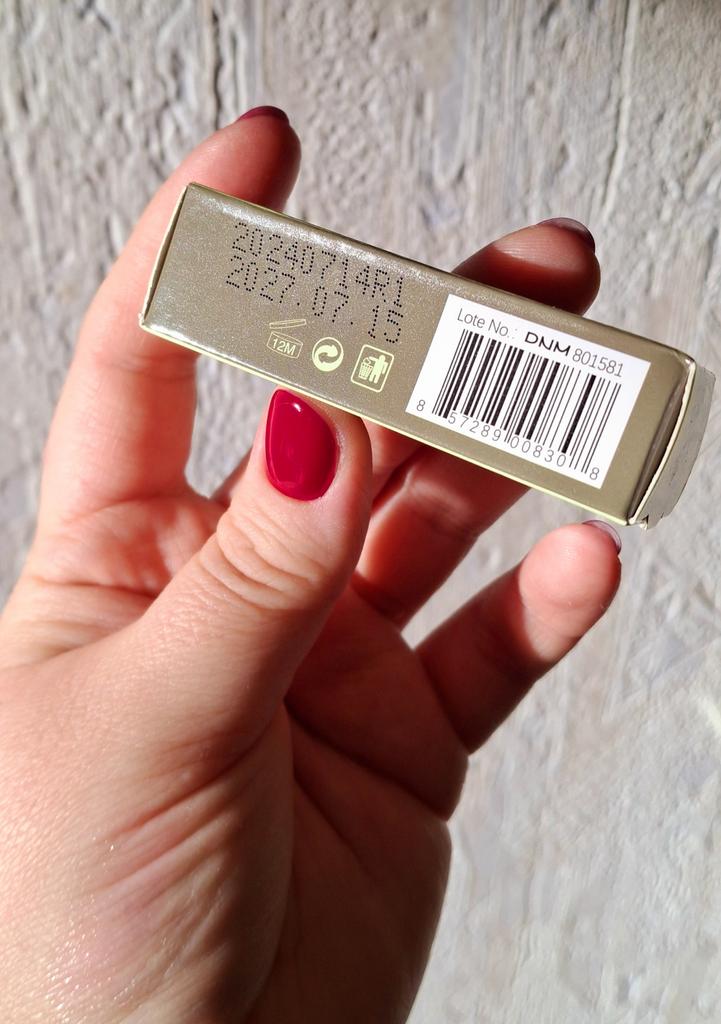 20240714R1
2027.07.15
12M
Lote No.: DNM 801581
8 57289 00830 8